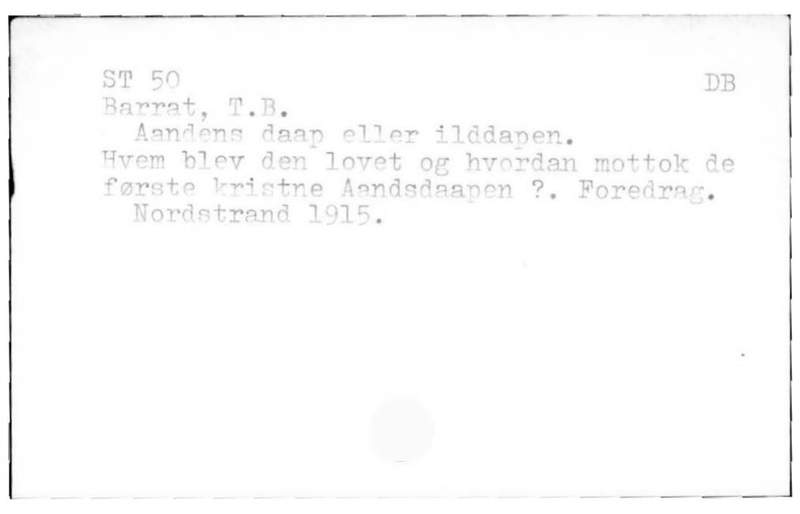 ST 50 DB
Barrat, T.B.
Aandens daap eller ilddapen.
Hvem blev den lovet og hvordan mottok de
første kristne Aandsdaapen ?. Foredrag.
Nordstrand 1915.